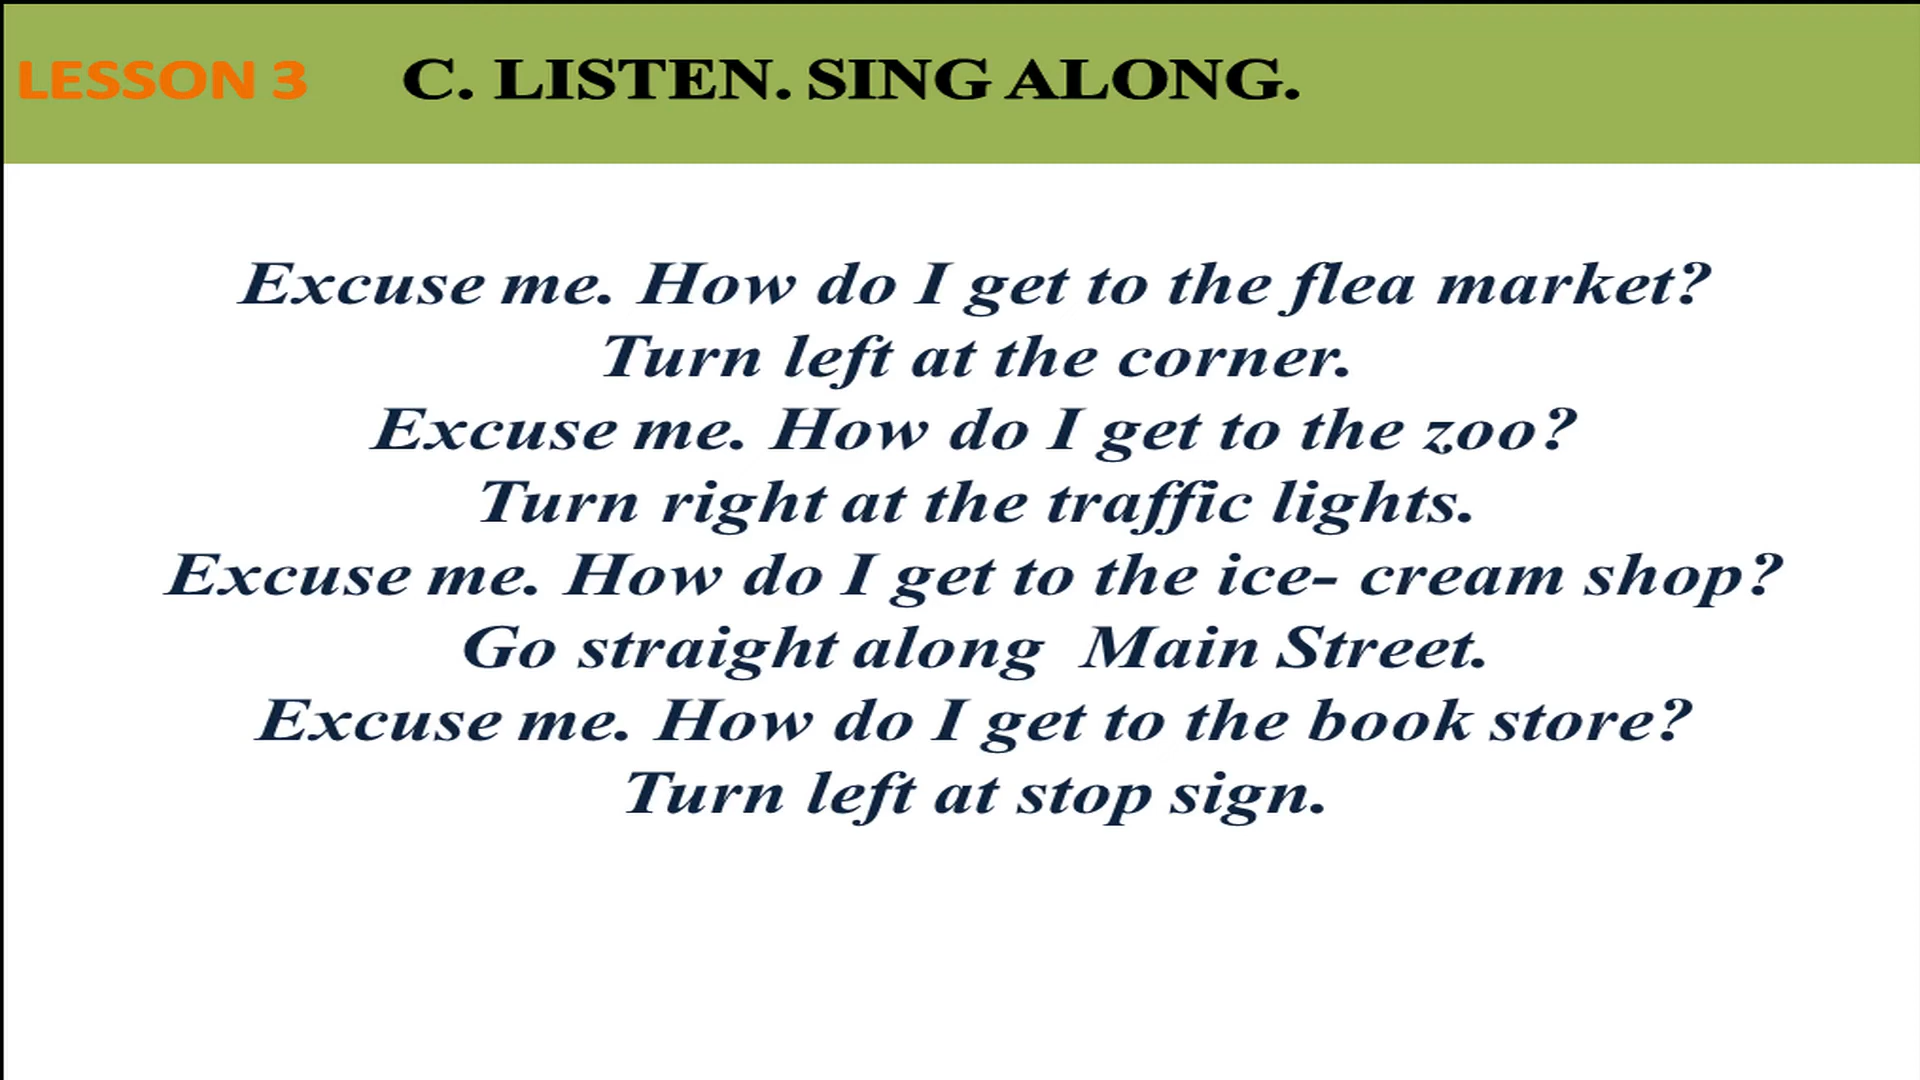 LESSON 3 C. LISTEN. SING ALONG.
Excuse me. How do I get to the flea market?
Turn left at the corner.
Excuse me. How do I get to the zoo?
Turn right at the traffic lights.
Excuse me. How do I get to the ice- cream shop?
Go straight along  Main Street.
Excuse me. How do I get to the book store?
Turn left at stop sign.